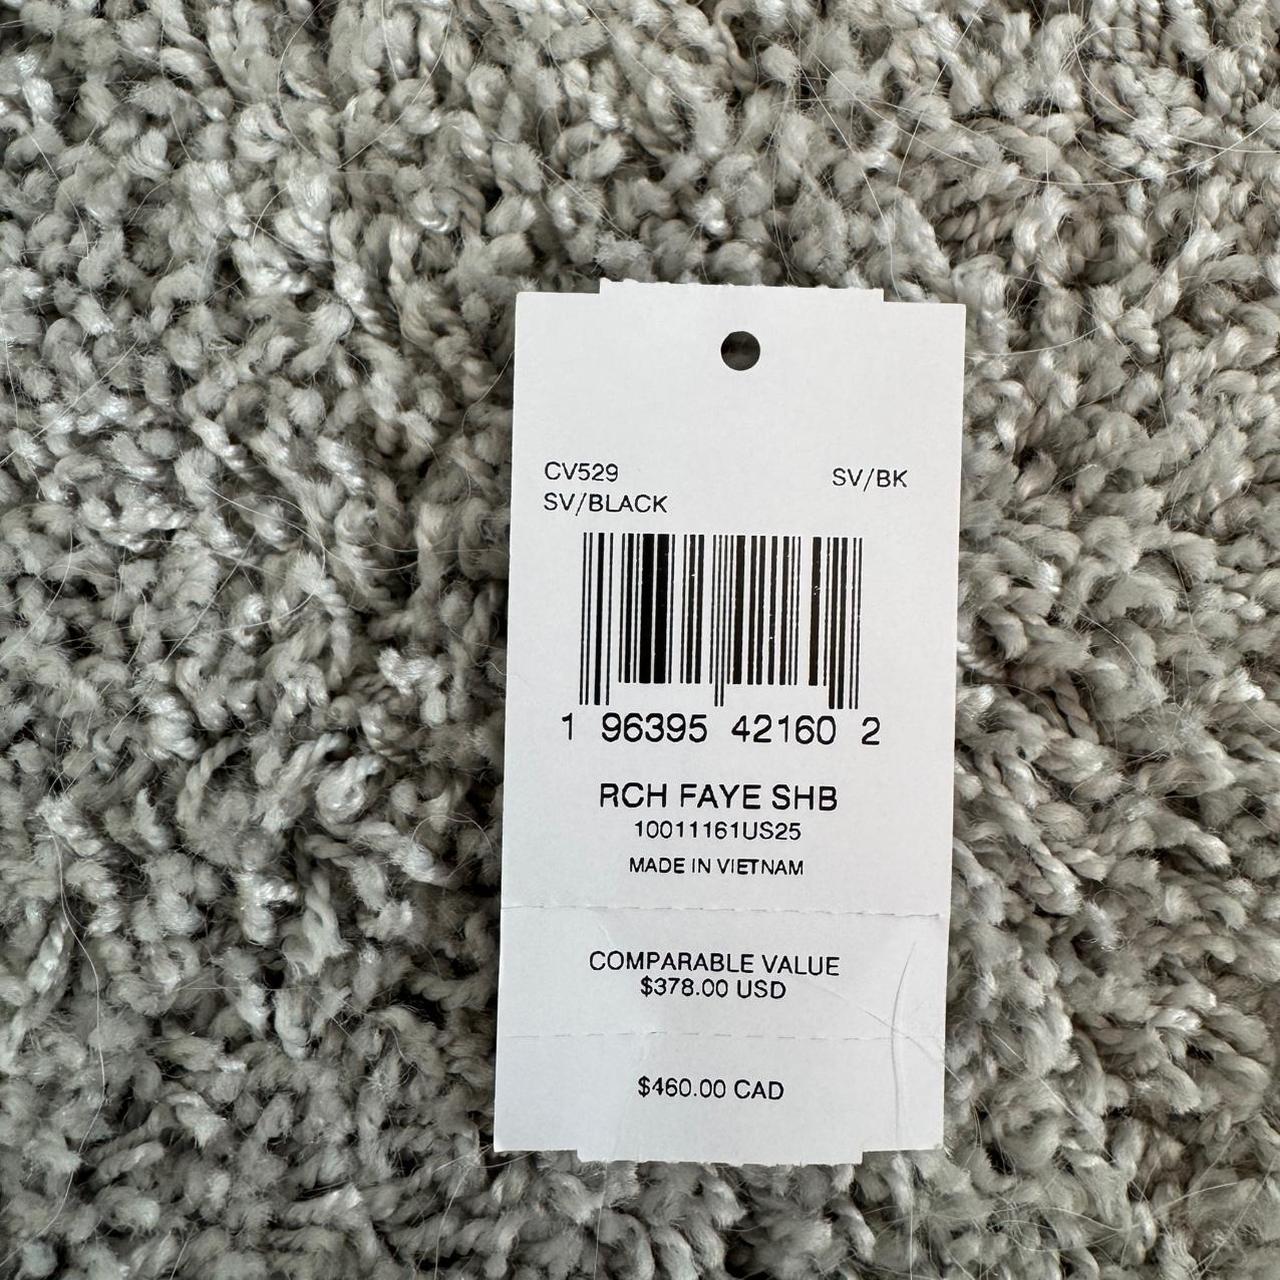 CV529 SV/BK
SV/BLACK
1 96395 42160 2
RCH FAYE SHB
10011161US25
MADE IN VIETNAM
COMPARABLE VALUE
$378.00 USD
$460.00 CAD